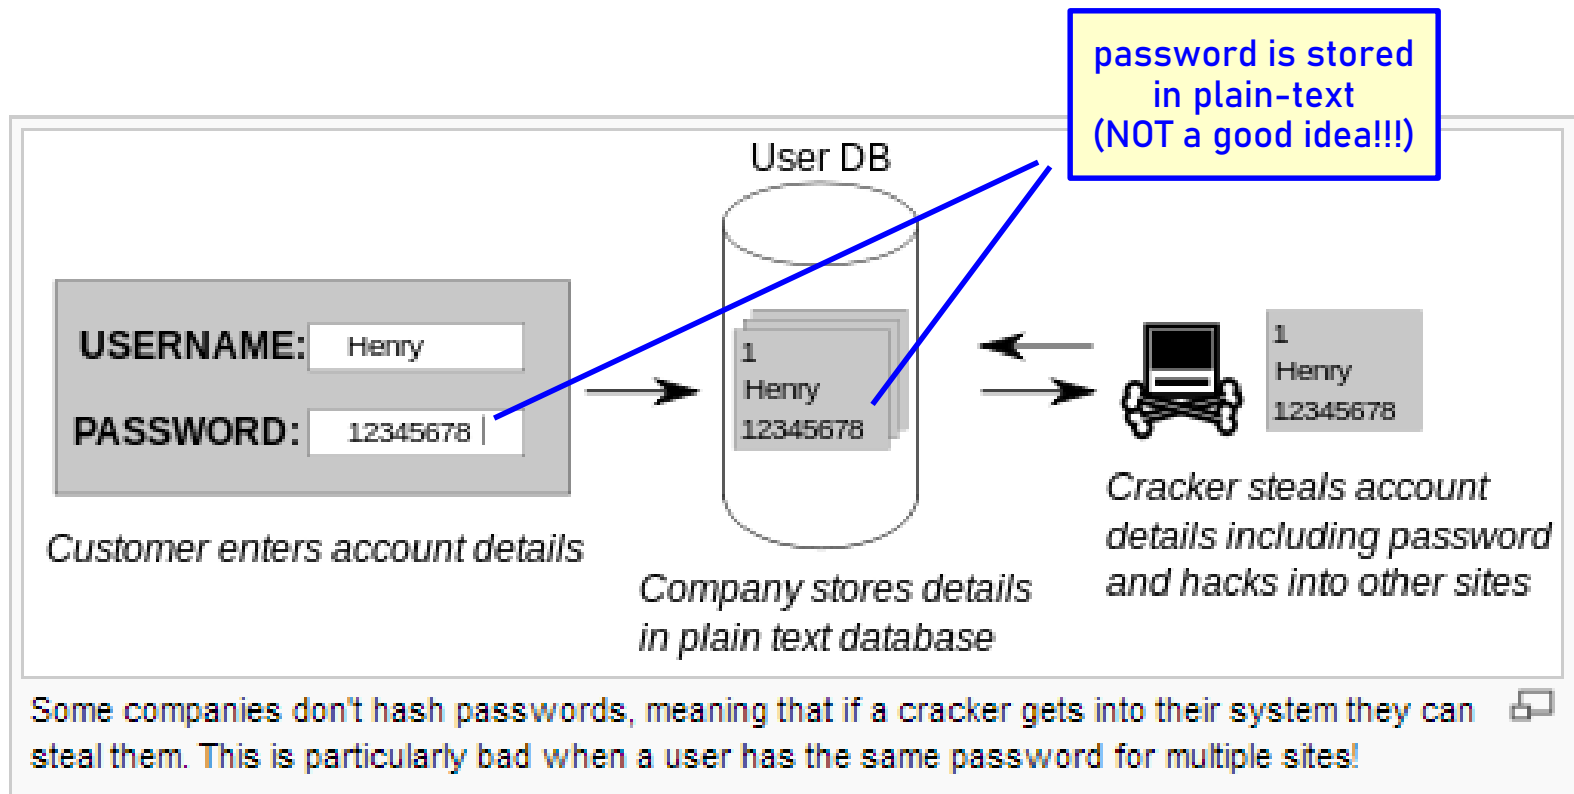 password is stored
in plain-text
(NOT a good idea!!!)
User DB
USERNAME: Henry
PASSWORD: 12345678
1
Henry
12345678
1
Henry
12345678
Customer enters account details
Company stores details
in plain text database
Cracker steals account
details including password
and hacks into other sites
Some companies don't hash passwords, meaning that if a cracker gets into their system they can
steal them. This is particularly bad when a user has the same password for multiple sites!